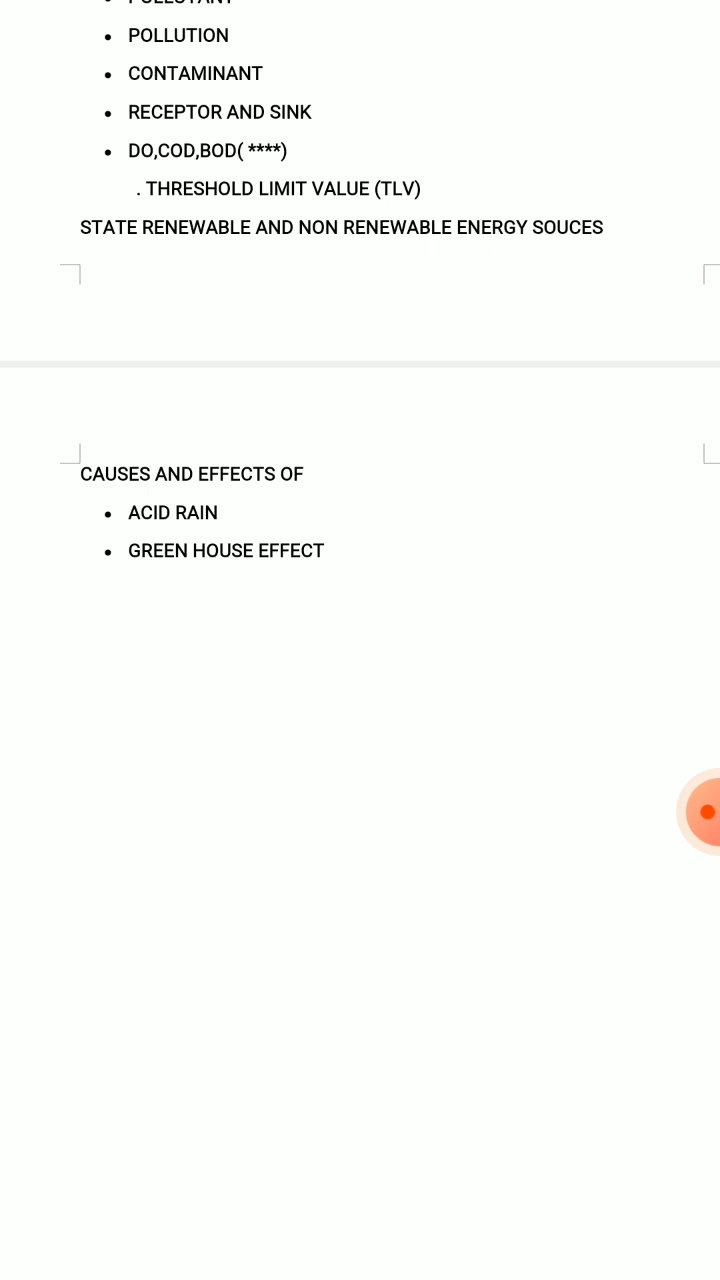 POLLUTANT
• POLLUTION
• CONTAMINANT
• RECEPTOR AND SINK
• DO,COD,BOD( ****)
. THRESHOLD LIMIT VALUE (TLV)
STATE RENEWABLE AND NON RENEWABLE ENERGY SOUCES
CAUSES AND EFFECTS OF
• ACID RAIN
• GREEN HOUSE EFFECT